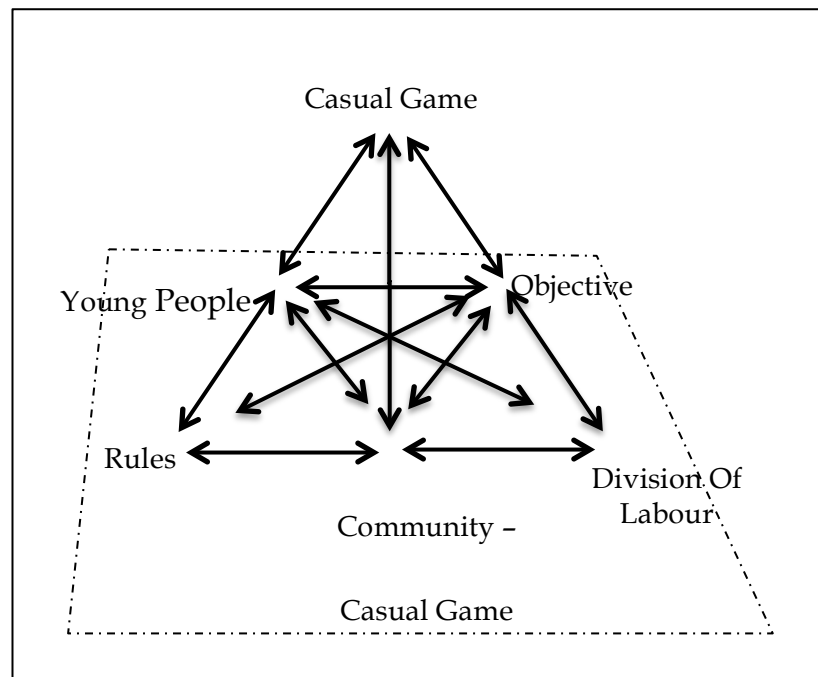 Casual Game
Young People
Objective
Rules
Division Of
Labour
Community –
Casual Game